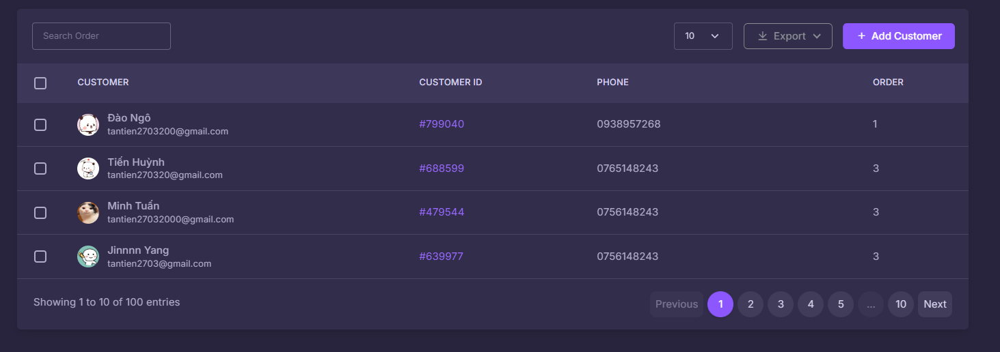 Search Order
10
Export
+ Add Customer
CUSTOMER CUSTOMER ID PHONE ORDER
Đào Ngô
tantien2703200@gmail.com
#799040 0938957268 1
Tiến Huỳnh
tantien270320@gmail.com
#688599 0765148243 3
Minh Tuấn
tantien27032000@gmail.com
#479544 0756148243 3
Jinnnn Yang
tantien2703@gmail.com
#639977 0756148243 3
Showing 1 to 10 of 100 entries
Previous 1 2 3 4 5 ... 10 Next